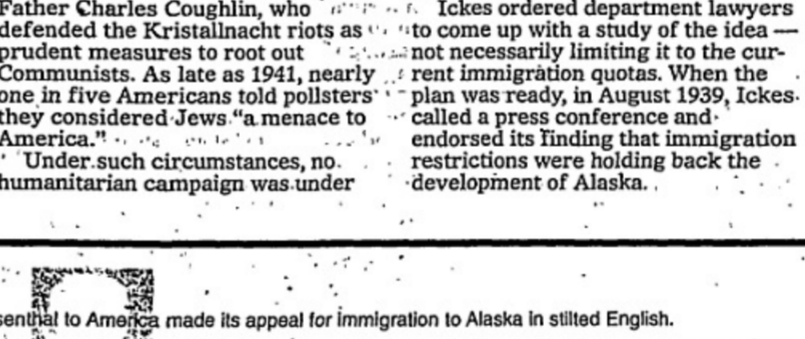 Father Charles Coughlin, who
defended the Kristallnacht riots as
prudent measures to root out
Communists. As late as 1941, nearly
one in five Americans told pollsters
they considered Jews "a menace to
America."
Under such circumstances, no
humanitarian campaign was under
Ickes ordered department lawyers
to come up with a study of the idea —
not necessarily limiting it to the cur-
rent immigration quotas. When the
plan was ready, in August 1939, Ickes
called a press conference and
endorsed its finding that immigration
restrictions were holding back the
development of Alaska.
senthal to America made its appeal for immigration to Alaska in stilted English.